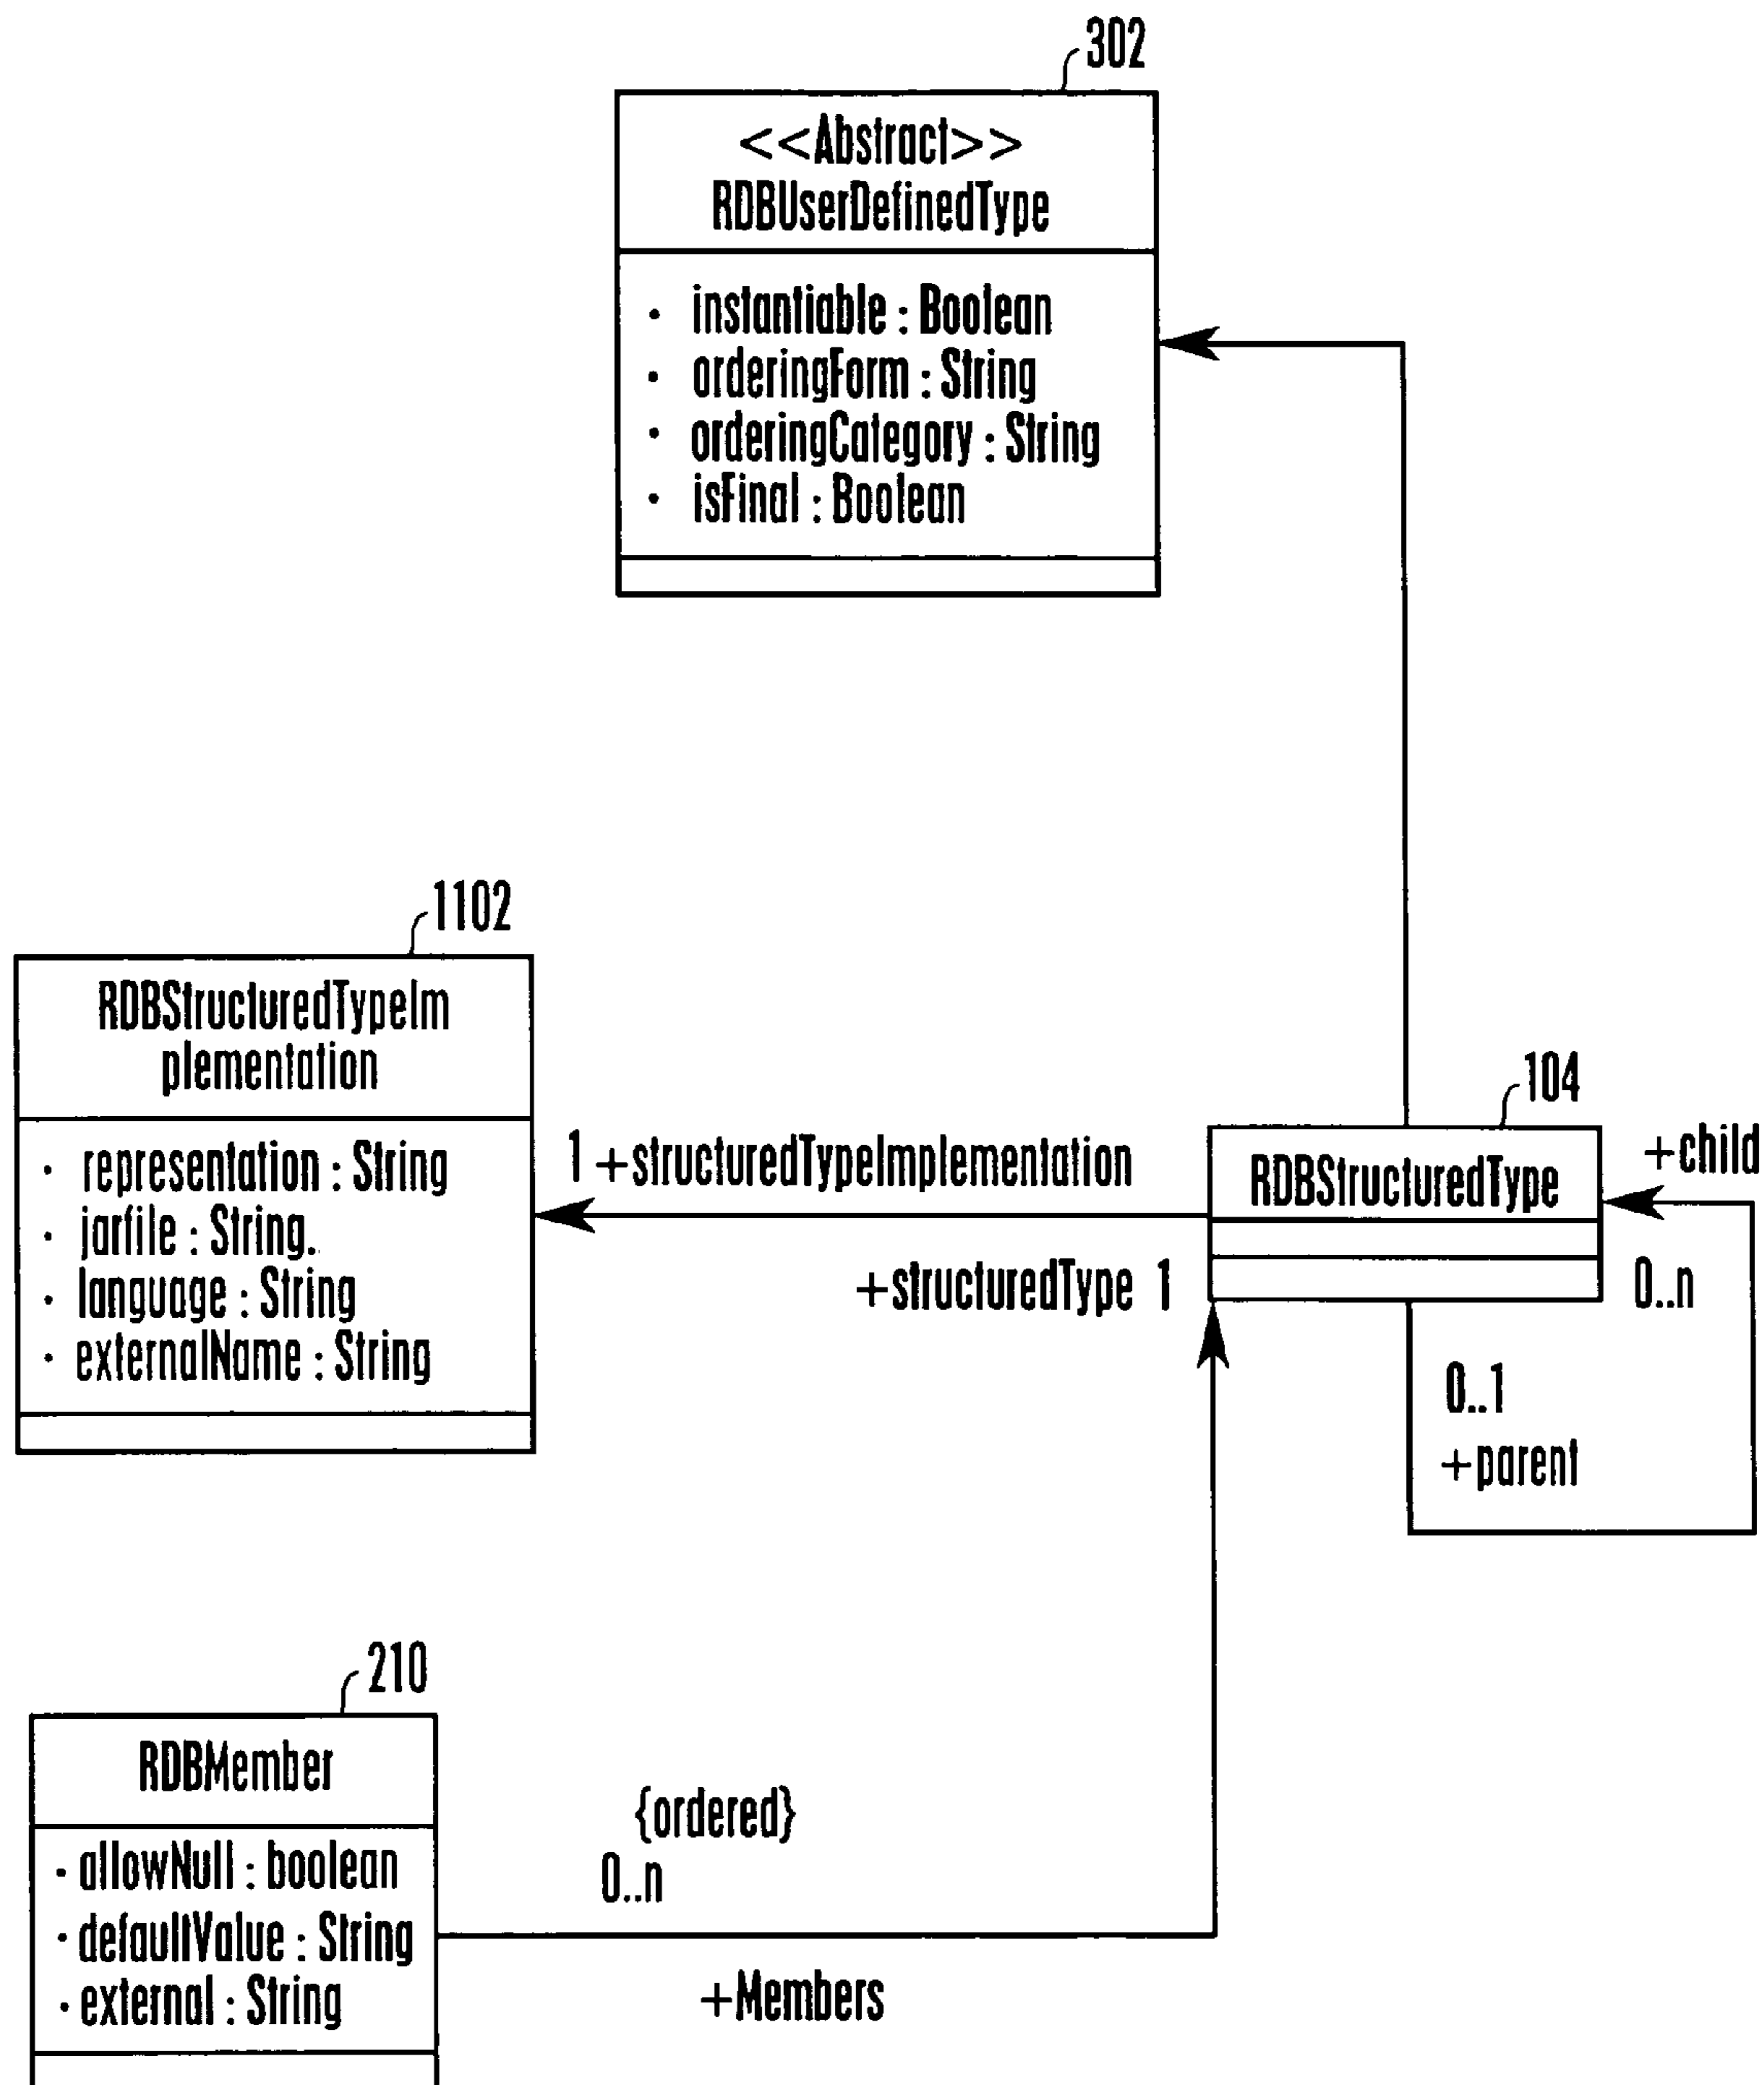 302
<<Abstract>>
RDBUserDefinedType
· instantiable : Boolean
· orderingForm : String
· orderingCategory : String
· isFinal : Boolean
1102
RDBStructuredTypeIm
plementation
· representation : String
· jarfile : String.
· language : String
· externalName : String
1 +structuredTypeImplementation
+structuredType 1
104
RDBStructuredType
+child
0..n
0..1
+parent
210
RDBMember
· allowNull : boolean
· defaultValue : String
· external : String
{ordered}
0..n
+Members